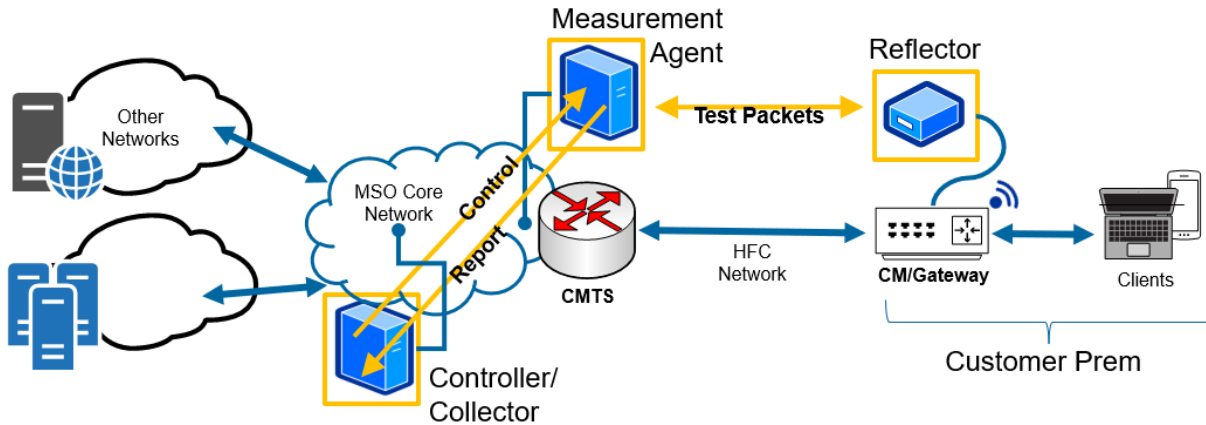 Measurement
Agent
Reflector
Other
Networks
Test Packets
MSO Core
Network
Control
Report
HFC
Network
CMTS
CM/Gateway
Clients
Customer Prem
Controller/
Collector